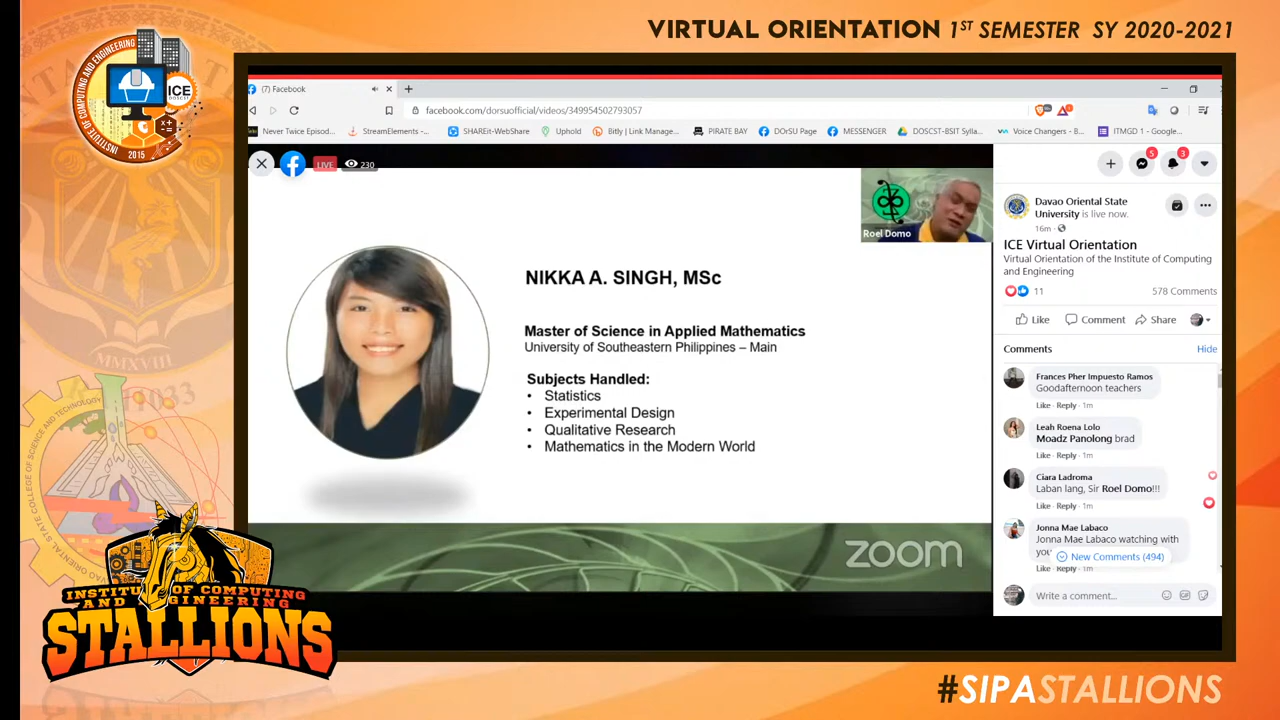 VIRTUAL ORIENTATION 1ST SEMESTER SY 2020-2021
INSTITUTE OF COMPUTING AND ENGINEERING
ICE
DOSCST
2015
(7) Facebook
facebook.com/dorsuofficial/videos/349954502793057
Never Twice Episod...
StreamElements -...
SHAREit-WebShare
Uphold
Bitly | Link Manage...
PIRATE BAY
DOrSU Page
MESSENGER
DOSCST-BSIT Sylla...
Voice Changers - B...
ITMGD 1 - Google...
LIVE
230
Roel Domo
NIKKA A. SINGH, MSc
Master of Science in Applied Mathematics
University of Southeastern Philippines – Main
Subjects Handled:
• Statistics
• Experimental Design
• Qualitative Research
• Mathematics in the Modern World
zoom
5
3
Davao Oriental State
University is live now.
16m
ICE Virtual Orientation
Virtual Orientation of the Institute of Computing
and Engineering
11
578 Comments
Like
Comment
Share
Comments
Hide
Frances Pher Impuesto Ramos
Goodafternoon teachers
Like · Reply · 1m
Leah Roena Lolo
Moadz Panolong brad
Like · Reply · 1m
Ciara Ladroma
Laban lang, Sir Roel Domo!!!
Like · Reply · 1m
Jonna Mae Labaco
Jonna Mae Labaco watching with
you
New Comments (494)
Like · Reply · 1m
Write a comment...
GIF
MMXVIII
INSTITUTE OF COMPUTING
AND ENGINEERING
STALLIONS
#SIPASTALLIONS